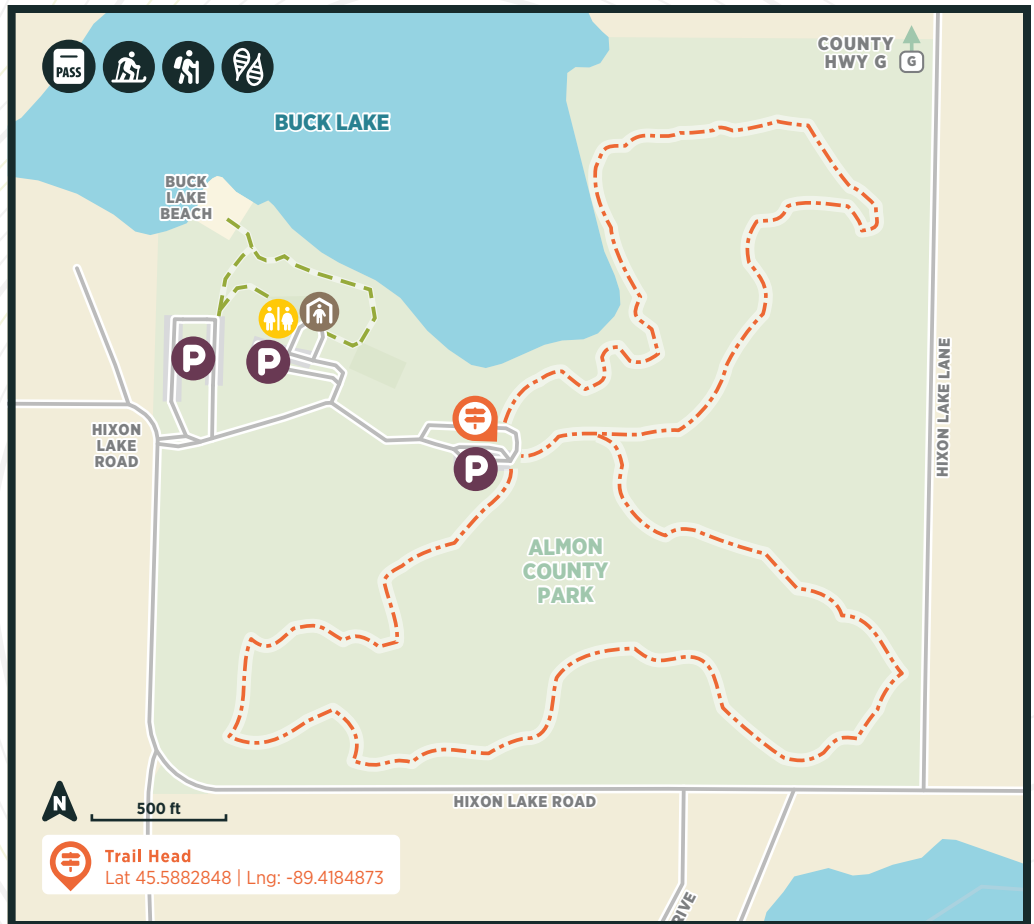 PASS
COUNTY
HWY G
G
BUCK LAKE
BUCK
LAKE
BEACH
P
P
P
HIXON
LAKE
ROAD
HIXON LAKE LANE
ALMON
COUNTY
PARK
N
500 ft
HIXON LAKE ROAD
Trail Head
Lat 45.5882848 | Lng: -89.4184873